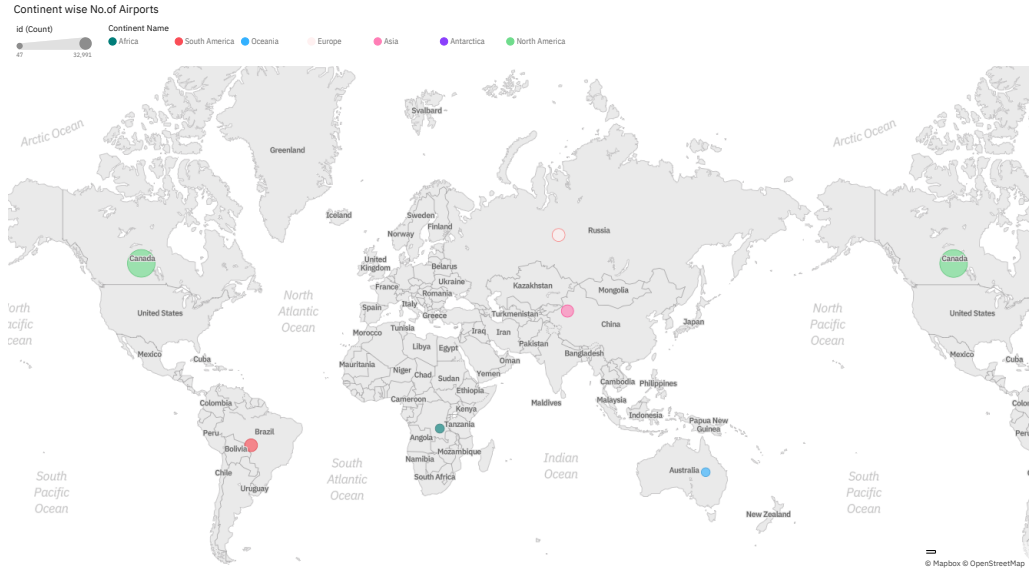 Continent wise No.of Airports
id (Count)
47
32,991
Continent Name
Africa
South America
Oceania
Europe
Asia
Antarctica
North America
Svalbard
Arctic Ocean
Arctic Ocean
Greenland
Iceland
Sweden
Finland
Norway
Russia
Canada
Canada
United
Kingdom
Belarus
Ukraine
France
Romania
Kazakhstan
Mongolia
North
Atlantic
Ocean
Italy
Spain
Greece
Turkmenistan
United States
United States
China
Japan
North
Pacific
Ocean
Morocco
Tunisia
Iraq
Iran
Pakistan
Libya
Egypt
Mexico
Mexico
Cuba
Bangladesh
Oman
Mauritania
Niger
Chad
Sudan
Yemen
Cambodia
Philippines
Ethiopia
Cameroon
Colombia
Maldives
Malaysia
Kenya
Indonesia
Papua New
Guinea
Tanzania
Peru
Brazil
Angola
Bolivia
Mozambique
Namibia
Indian
Ocean
Australia
Chile
South
Pacific
Ocean
South
Atlantic
Ocean
South Africa
South
Pacific
Ocean
Uruguay
New Zealand
© Mapbox © OpenStreetMap